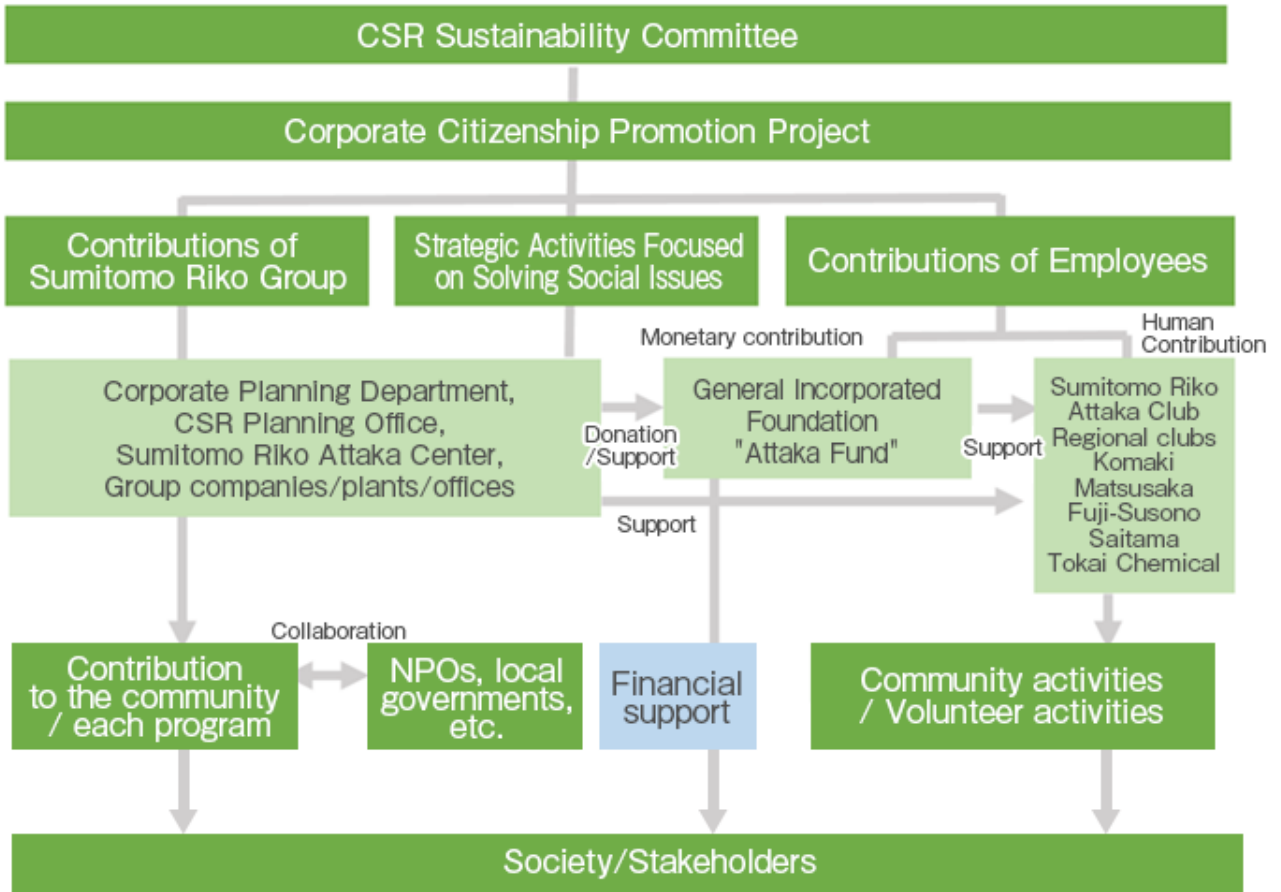 CSR Sustainability Committee
Corporate Citizenship Promotion Project
Contributions of
Sumitomo Riko Group
Strategic Activities Focused
on Solving Social Issues
Contributions of Employees
Monetary contribution
Human
Contribution
Corporate Planning Department,
CSR Planning Office,
Sumitomo Riko Attaka Center,
Group companies/plants/offices
Donation
/Support
General Incorporated
Foundation
"Attaka Fund"
Support
Sumitomo Riko
Attaka Club
Regional clubs
Komaki
Matsusaka
Fuji-Susono
Saitama
Tokai Chemical
Support
Contribution
to the community
/ each program
Collaboration
NPOs, local
governments,
etc.
Financial
support
Community activities
/ Volunteer activities
Society/Stakeholders